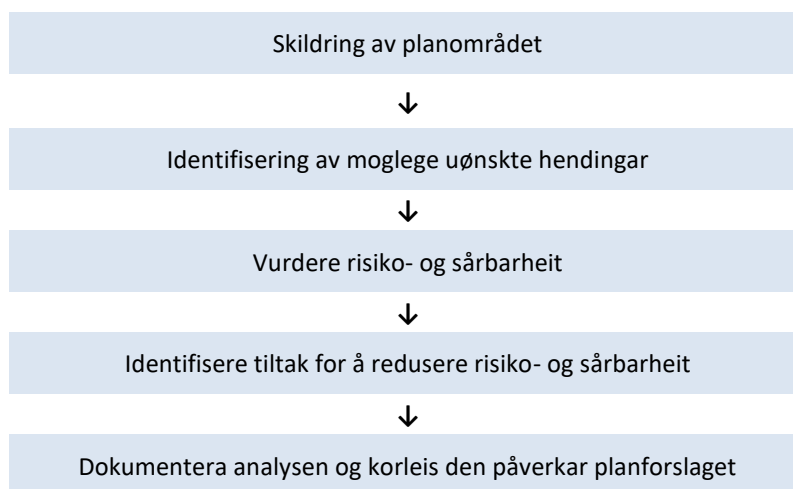 Skildring av planområdet
↓
Identifisering av moglege uønskte hendingar
↓
Vurdere risiko- og sårbarheit
↓
Identifisere tiltak for å redusere risiko- og sårbarheit
↓
Dokumentera analysen og korleis den påverkar planforslaget